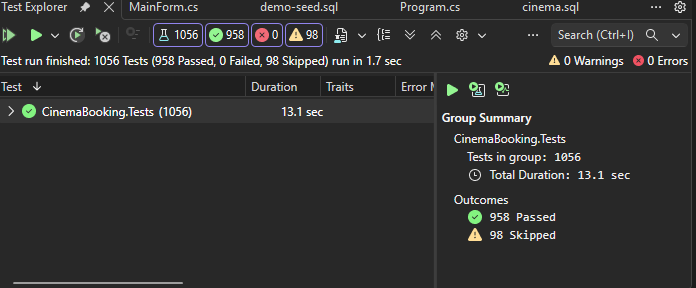 Test Explorer MainForm.cs demo-seed.sql Program.cs cinema.sql
1056 958 0 98 Search (Ctrl+I)
Test run finished: 1056 Tests (958 Passed, 0 Failed, 98 Skipped) run in 1.7 sec
0 Warnings 0 Errors
Test Duration Traits Error M
CinemaBooking.Tests (1056) 13.1 sec
Group Summary
CinemaBooking.Tests
Tests in group: 1056
Total Duration: 13.1 sec
Outcomes
958 Passed
98 Skipped